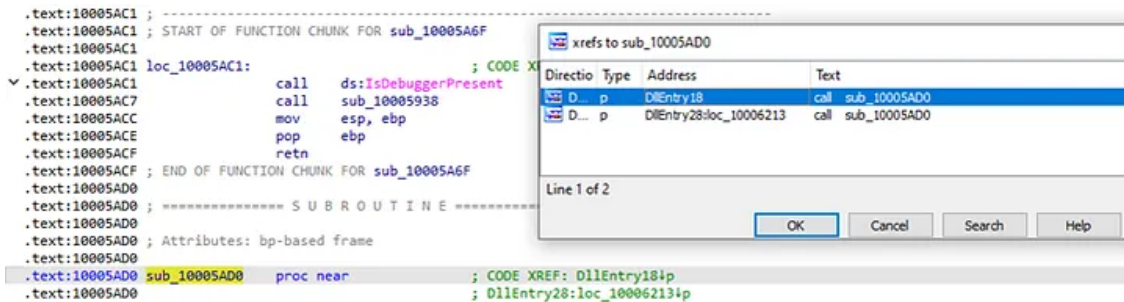 .text:10005AC1 ; ---------------------------------------------------------------------------
.text:10005AC1 ; START OF FUNCTION CHUNK FOR sub_10005A6F
.text:10005AC1
.text:10005AC1 loc_10005AC1: ; CODE
.text:10005AC1 call ds:IsDebuggerPresent
.text:10005AC7 call sub_10005938
.text:10005ACC mov esp, ebp
.text:10005ACE pop ebp
.text:10005ACF retn
.text:10005ACF ; END OF FUNCTION CHUNK FOR sub_10005A6F
.text:10005AD0
.text:10005AD0 ; =============== S U B R O U T I N E ===========
.text:10005AD0
.text:10005AD0 ; Attributes: bp-based frame
.text:10005AD0
.text:10005AD0 sub_10005AD0 proc near ; CODE XREF: DllEntry18↓p
.text:10005AD0 ; DllEntry28:loc_10006213↓p
xrefs to sub_10005AD0
Directio Type Address Text
D... p DllEntry18 call sub_10005AD0
D... p DllEntry28:loc_10006213 call sub_10005AD0
Line 1 of 2
OK Cancel Search Help